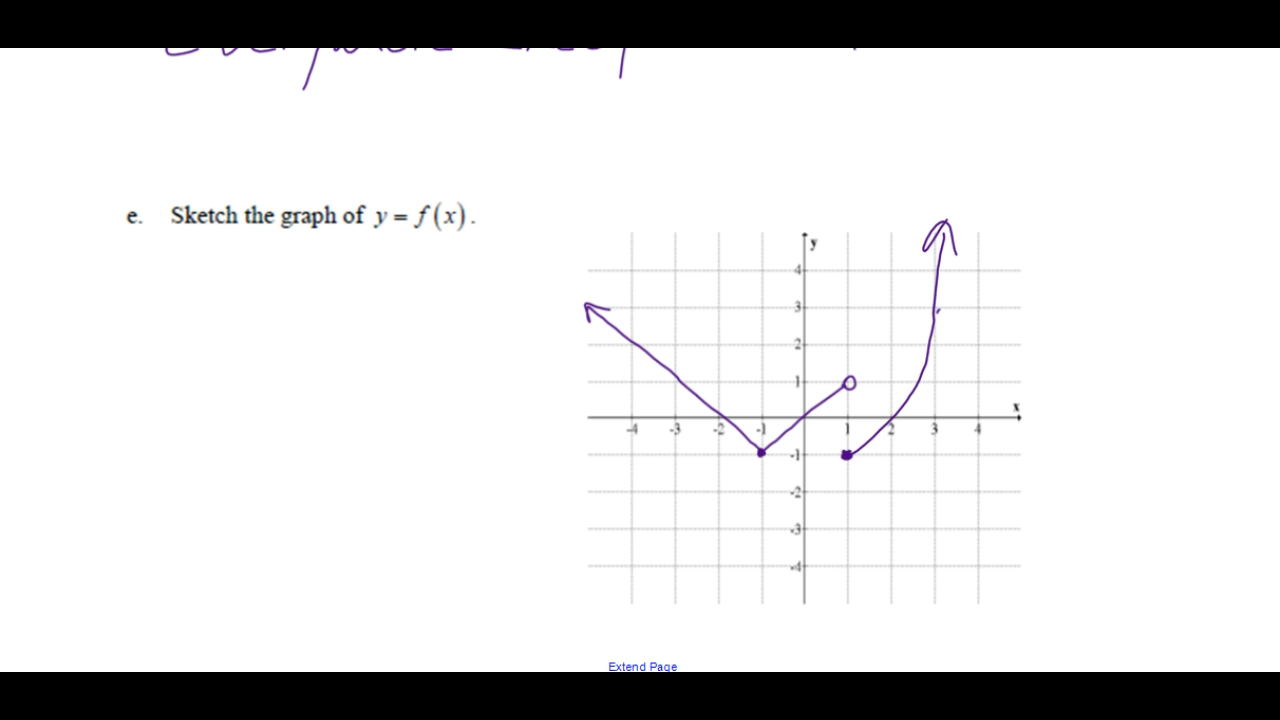 e. Sketch the graph of y = f(x).
y
4
3
2
1
x
-4 -3 -2 -1 1 2 3 4
-1
-2
-3
-4
Extend Page